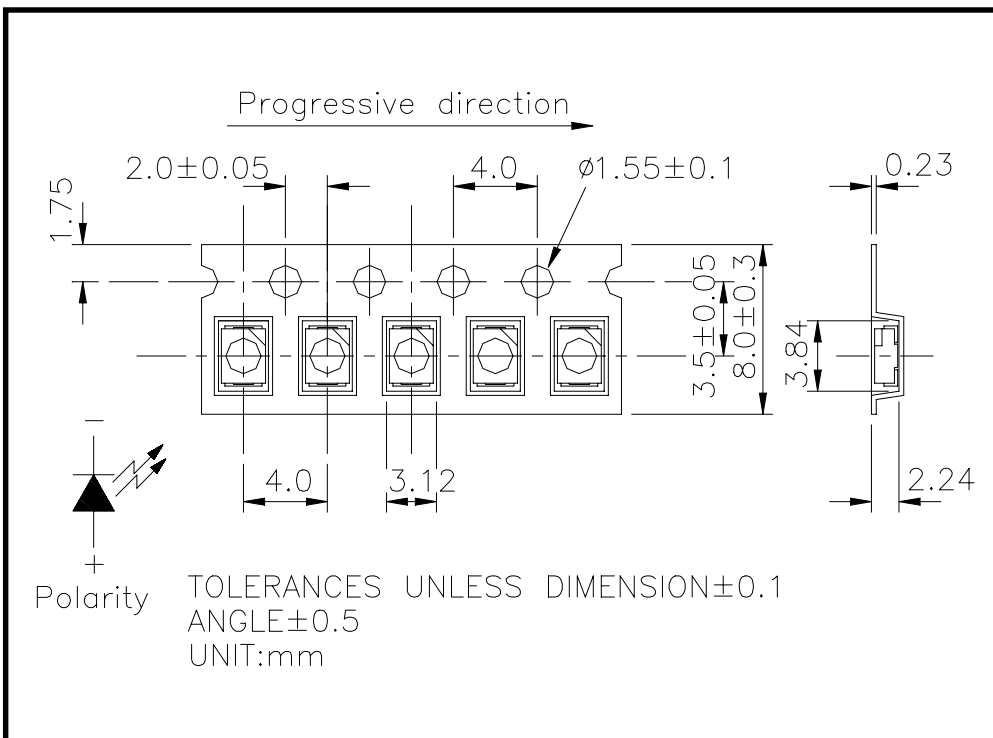 Progressive direction
2.0±0.05
4.0
ø1.55±0.1
0.23
1.75
3.5±0.05
8.0±0.3
3.84
−
4.0
3.12
2.24
+
Polarity
TOLERANCES UNLESS DIMENSION±0.1
ANGLE±0.5
UNIT:mm